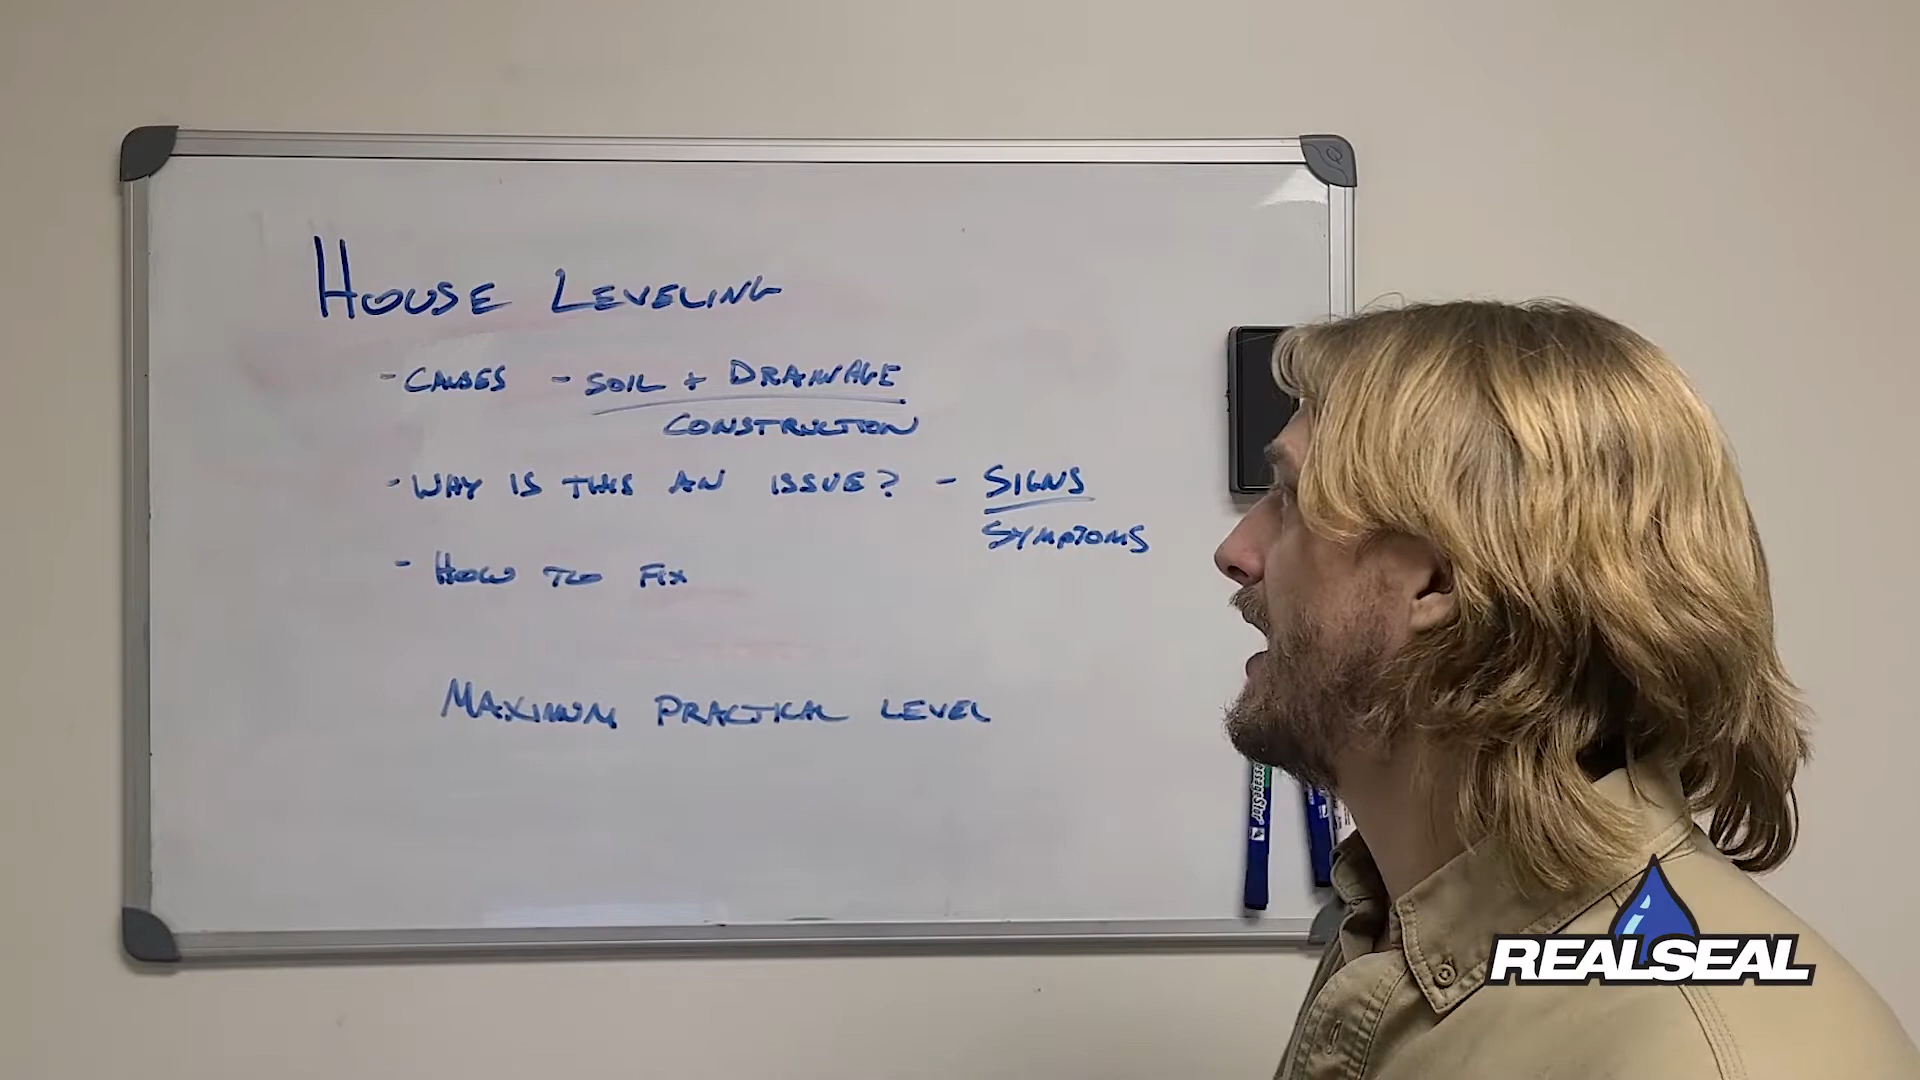 HOUSE LEVELING
- CAUSES - SOIL + DRAINAGE
CONSTRUCTION
- WHY IS THIS AN ISSUE? - SIGNS
SYMPTOMS
- HOW TO FIX
MAXIMUM PRACTICAL LEVEL
REALSEAL